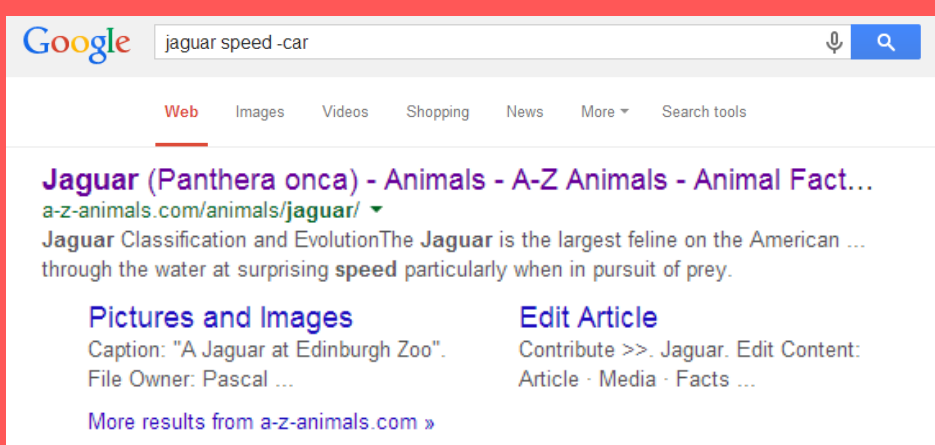 Google jaguar speed -car
Web Images Videos Shopping News More Search tools
Jaguar (Panthera onca) - Animals - A-Z Animals - Animal Fact...
a-z-animals.com/animals/jaguar/
Jaguar Classification and EvolutionThe Jaguar is the largest feline on the American ...
through the water at surprising speed particularly when in pursuit of prey.
Pictures and Images
Caption: "A Jaguar at Edinburgh Zoo".
File Owner: Pascal ...
Edit Article
Contribute >>. Jaguar. Edit Content:
Article · Media · Facts ...
More results from a-z-animals.com »